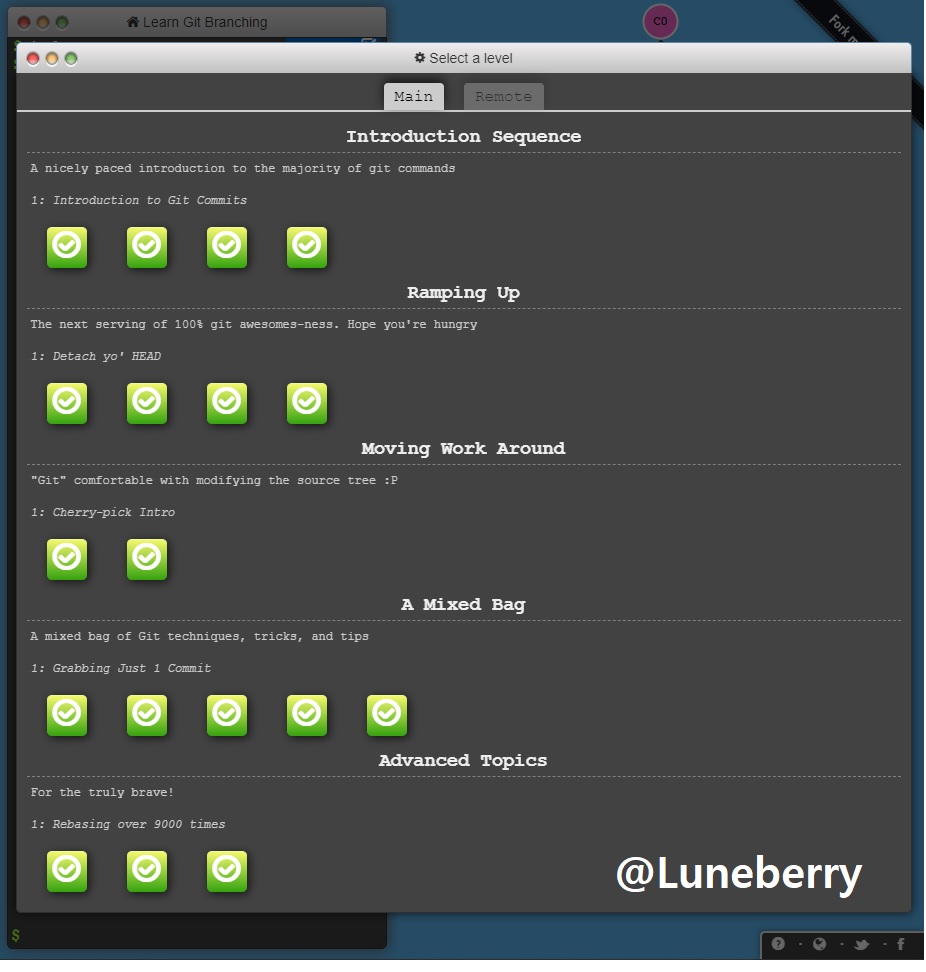 Learn Git Branching
C0
Fork m
Select a level
Main
Remote
Introduction Sequence
A nicely paced introduction to the majority of git commands
1: Introduction to Git Commits
Ramping Up
The next serving of 100% git awesomes-ness. Hope you're hungry
1: Detach yo' HEAD
Moving Work Around
"Git" comfortable with modifying the source tree :P
1: Cherry-pick Intro
A Mixed Bag
A mixed bag of Git techniques, tricks, and tips
1: Grabbing Just 1 Commit
Advanced Topics
For the truly brave!
1: Rebasing over 9000 times
@Luneberry
$